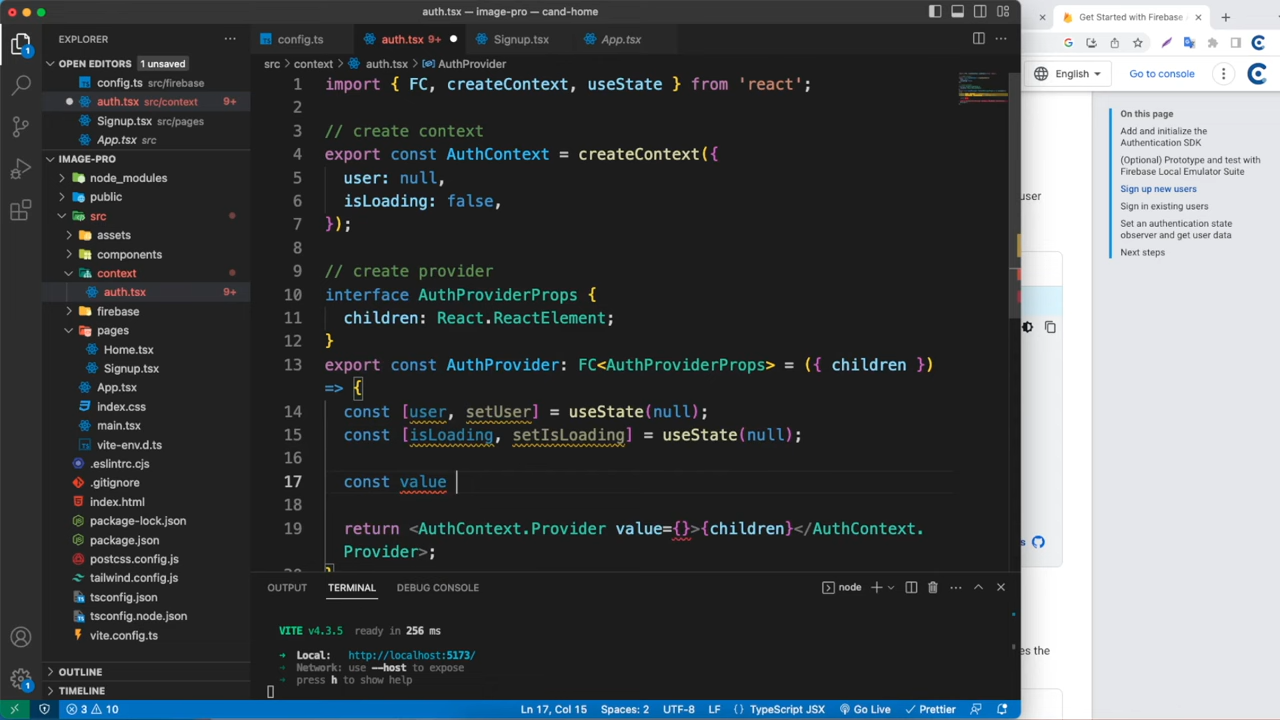 auth.tsx — image-pro — cand-home
Get Started with Firebase
EXPLORER
config.ts
auth.tsx 9+
Signup.tsx
App.tsx
English
Go to console
OPEN EDITORS 1 unsaved
config.ts src/firebase
auth.tsx src/context 9+
Signup.tsx src/pages
App.tsx src
IMAGE-PRO
node_modules
public
src
assets
components
context
auth.tsx 9+
firebase
pages
Home.tsx
Signup.tsx
App.tsx
index.css
main.tsx
vite-env.d.ts
.eslintrc.cjs
.gitignore
index.html
package-lock.json
package.json
postcss.config.js
tailwind.config.js
tsconfig.json
tsconfig.node.json
vite.config.ts
OUTLINE
TIMELINE
1
1
src > context > auth.tsx > AuthProvider
1 import { FC, createContext, useState } from 'react';
2
3 // create context
4 export const AuthContext = createContext({
5 user: null,
6 isLoading: false,
7 });
8
9 // create provider
10 interface AuthProviderProps {
11 children: React.ReactElement;
12 }
13 export const AuthProvider: FC<AuthProviderProps> = ({ children })
=> {
14 const [user, setUser] = useState(null);
15 const [isLoading, setIsLoading] = useState(null);
16
17 const value
18
19 return <AuthContext.Provider value={}>{children}</AuthContext.
Provider>;
OUTPUT TERMINAL DEBUG CONSOLE
node
VITE v4.3.5 ready in 256 ms
➜ Local: http://localhost:5173/
➜ Network: use --host to expose
➜ press h to show help
3 10
Ln 17, Col 15
Spaces: 2
UTF-8
LF
{} TypeScript JSX
Go Live
Prettier
On this page
Add and initialize the
Authentication SDK
(Optional) Prototype and test with
Firebase Local Emulator Suite
Sign up new users
Sign in existing users
Set an authentication state
observer and get user data
Next steps
user
es the